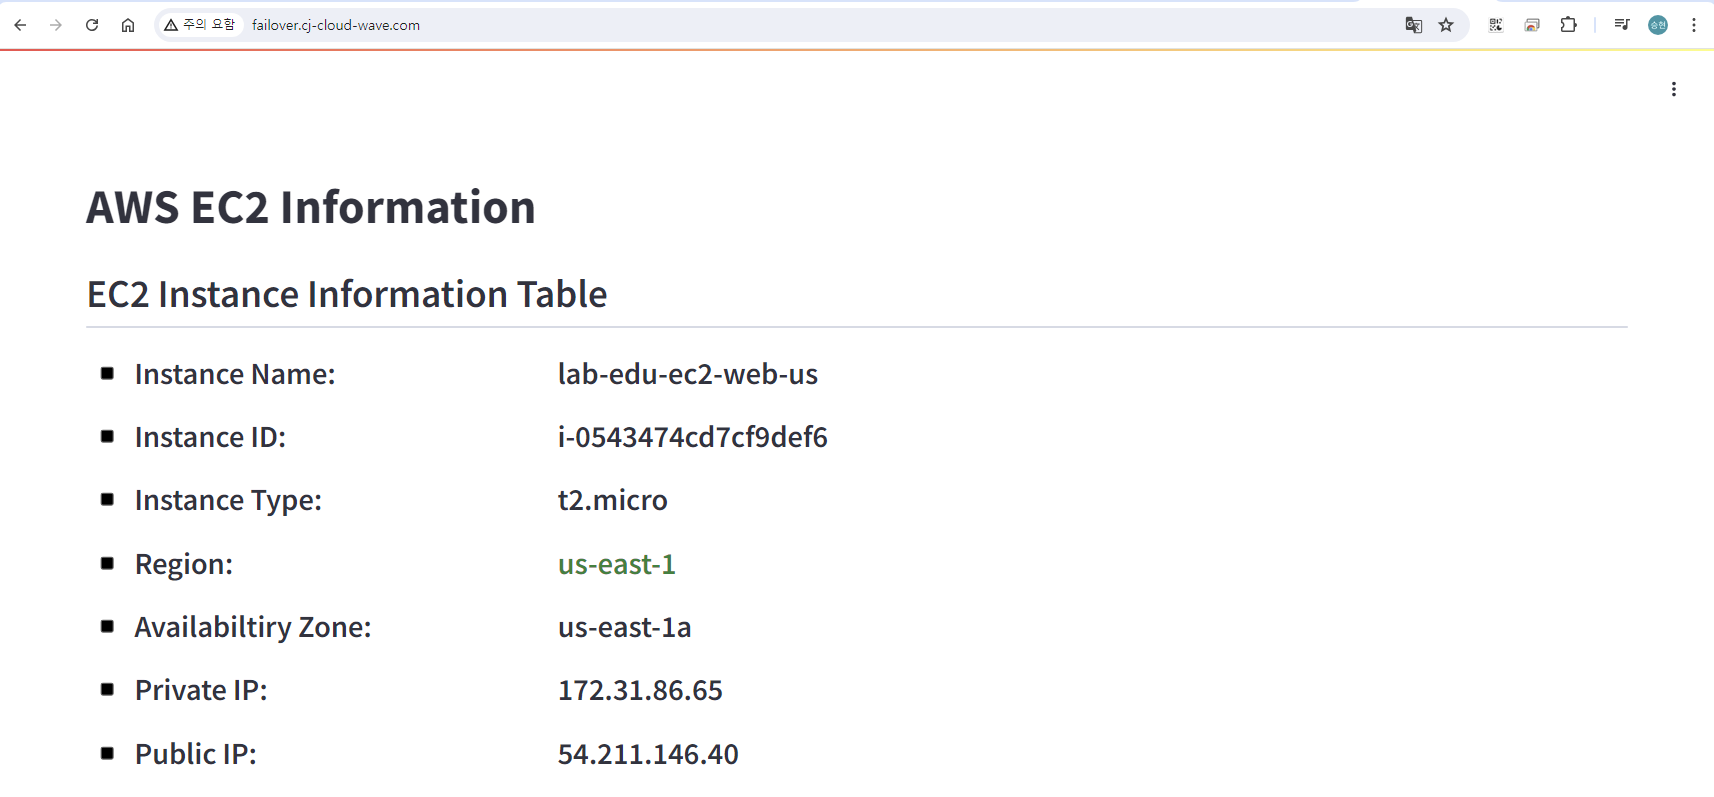 주의 요함 failover.cj-cloud-wave.com
승현
AWS EC2 Information
EC2 Instance Information Table
Instance Name: lab-edu-ec2-web-us
Instance ID: i-0543474cd7cf9def6
Instance Type: t2.micro
Region: us-east-1
Availabiltiry Zone: us-east-1a
Private IP: 172.31.86.65
Public IP: 54.211.146.40